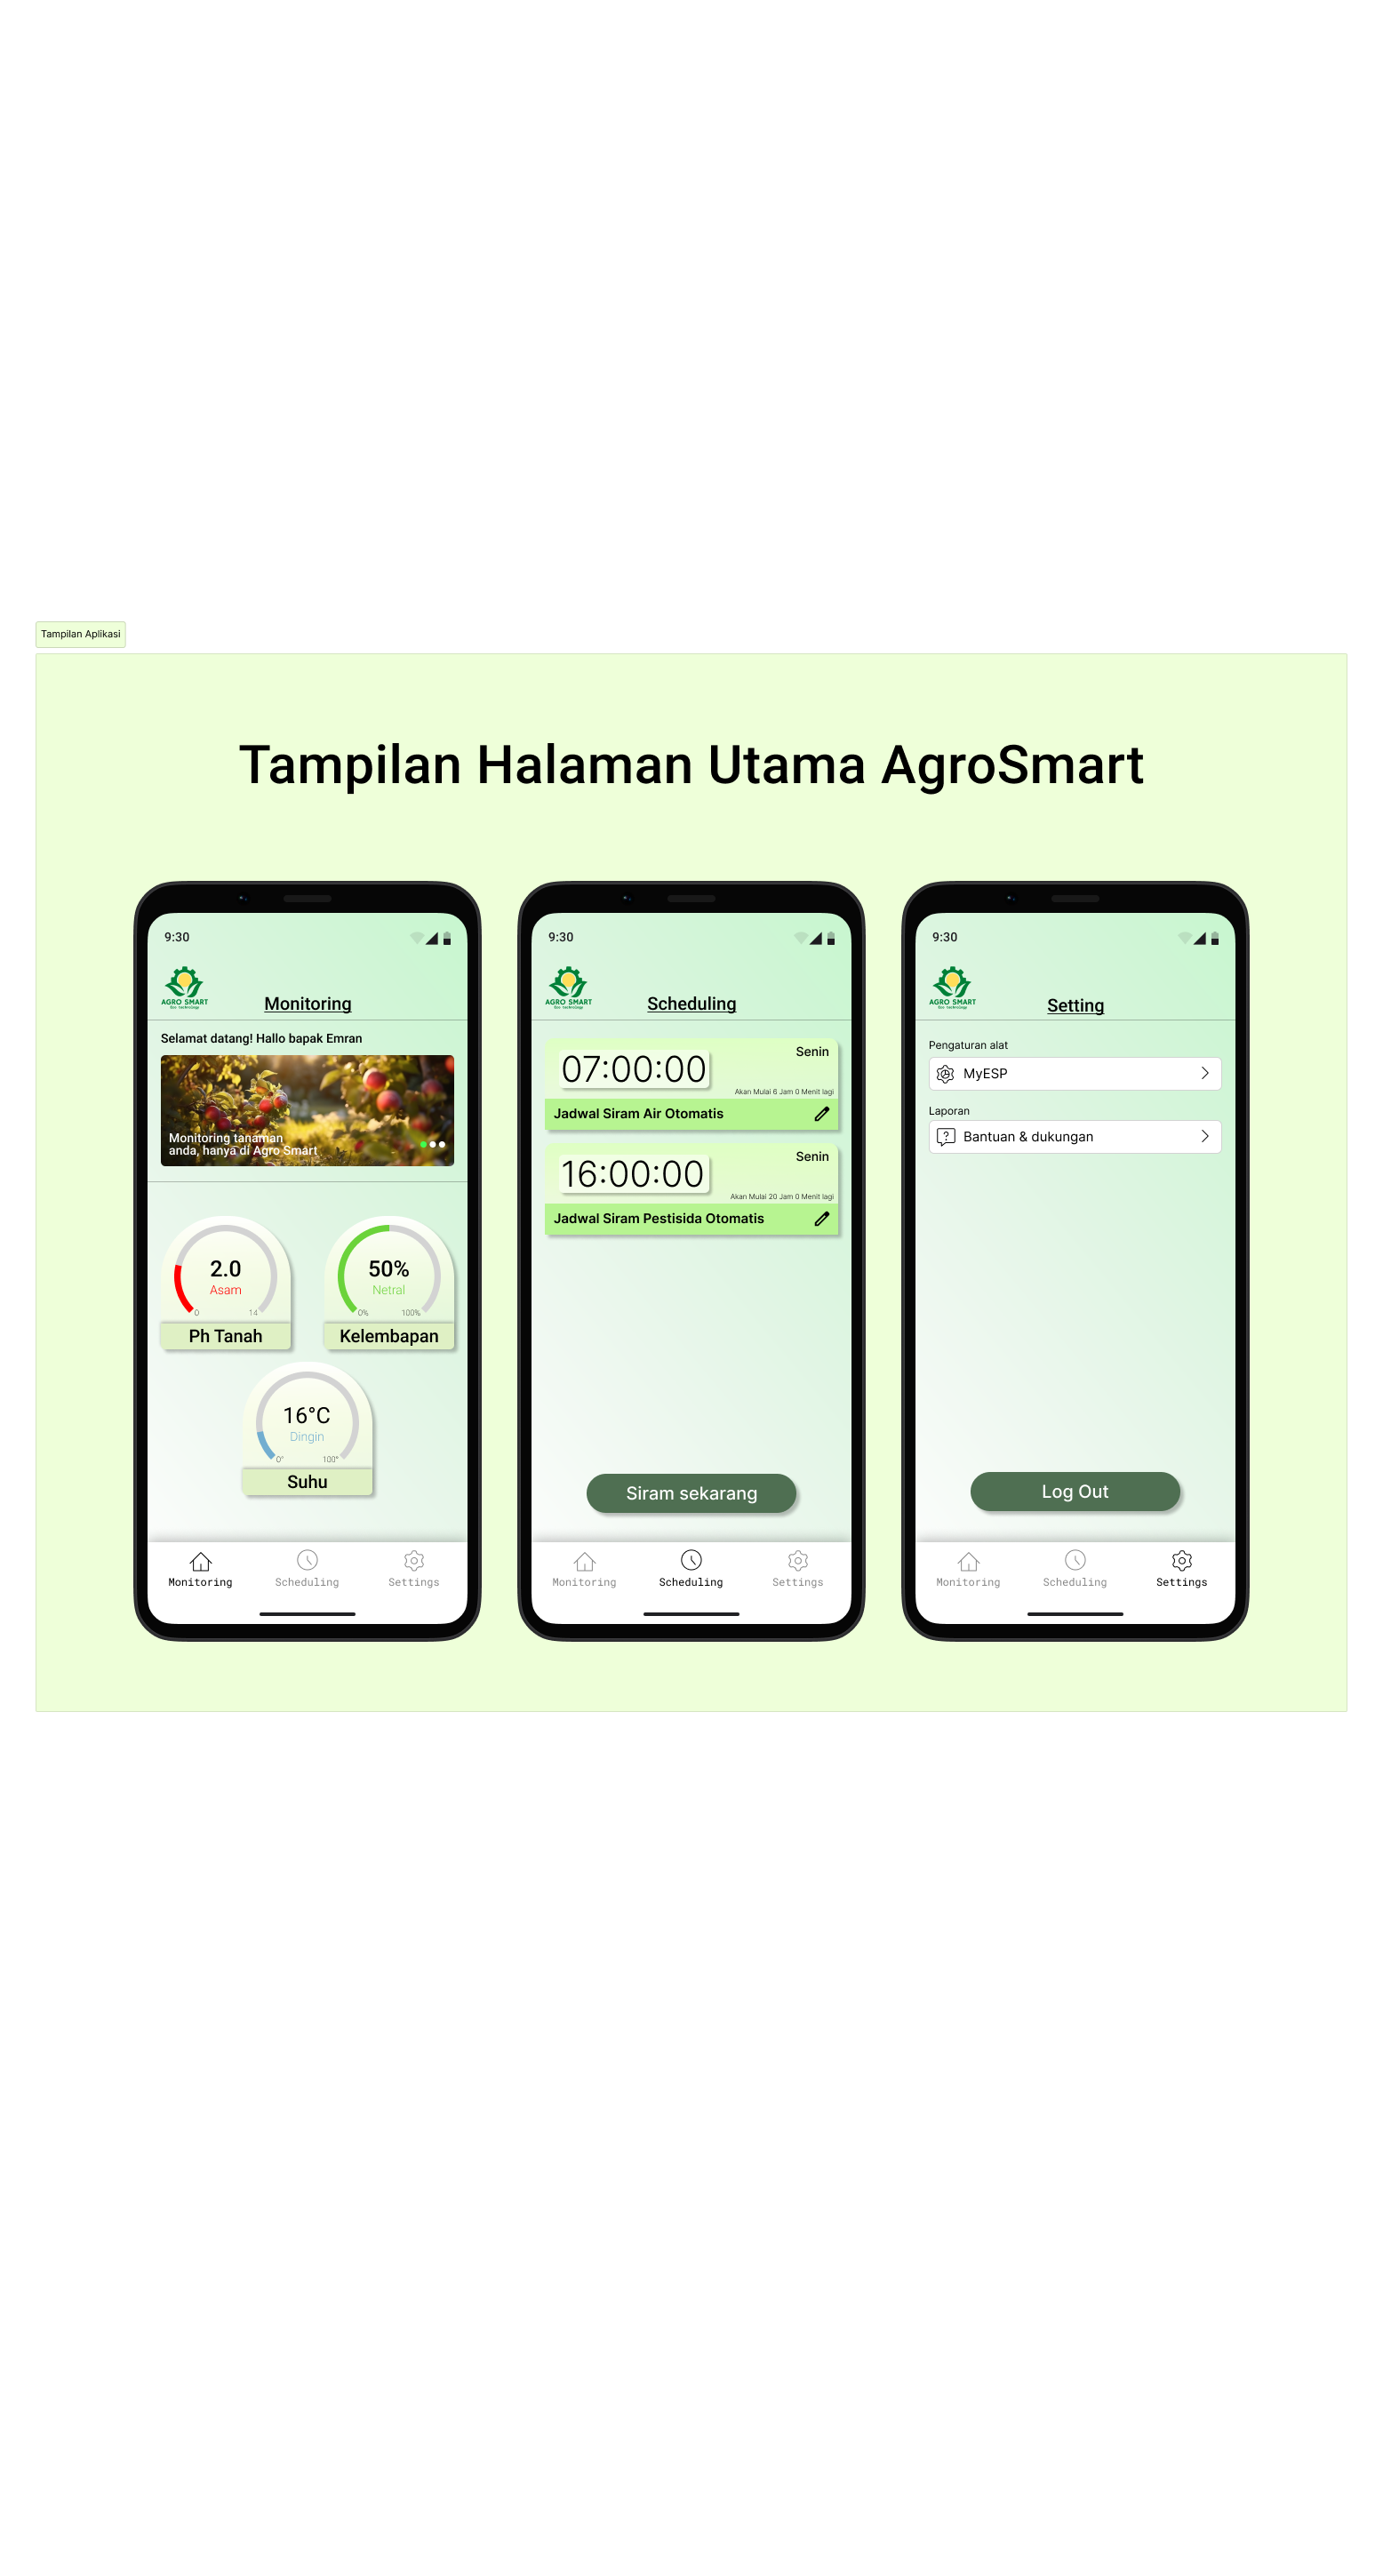 Tampilan Aplikasi
Tampilan Halaman Utama AgroSmart
9:30
AGRO SMART
Monitoring
Selamat datang! Hallo bapak Emran
Monitoring tanaman
anda, hanya di Agro Smart
2.0
Asam
0 14
Ph Tanah
50%
Netral
0% 100%
Kelembapan
16°C
Dingin
0° 100°
Suhu
Monitoring Scheduling Settings
9:30
AGRO SMART
Scheduling
Senin
07:00:00
Akan Mulai 6 Jam 0 Menit lagi
Jadwal Siram Air Otomatis
Senin
16:00:00
Akan Mulai 20 Jam 0 Menit lagi
Jadwal Siram Pestisida Otomatis
Siram sekarang
Monitoring Scheduling Settings
9:30
AGRO SMART
Setting
Pengaturan alat
MyESP
Laporan
Bantuan & dukungan
Log Out
Monitoring Scheduling Settings